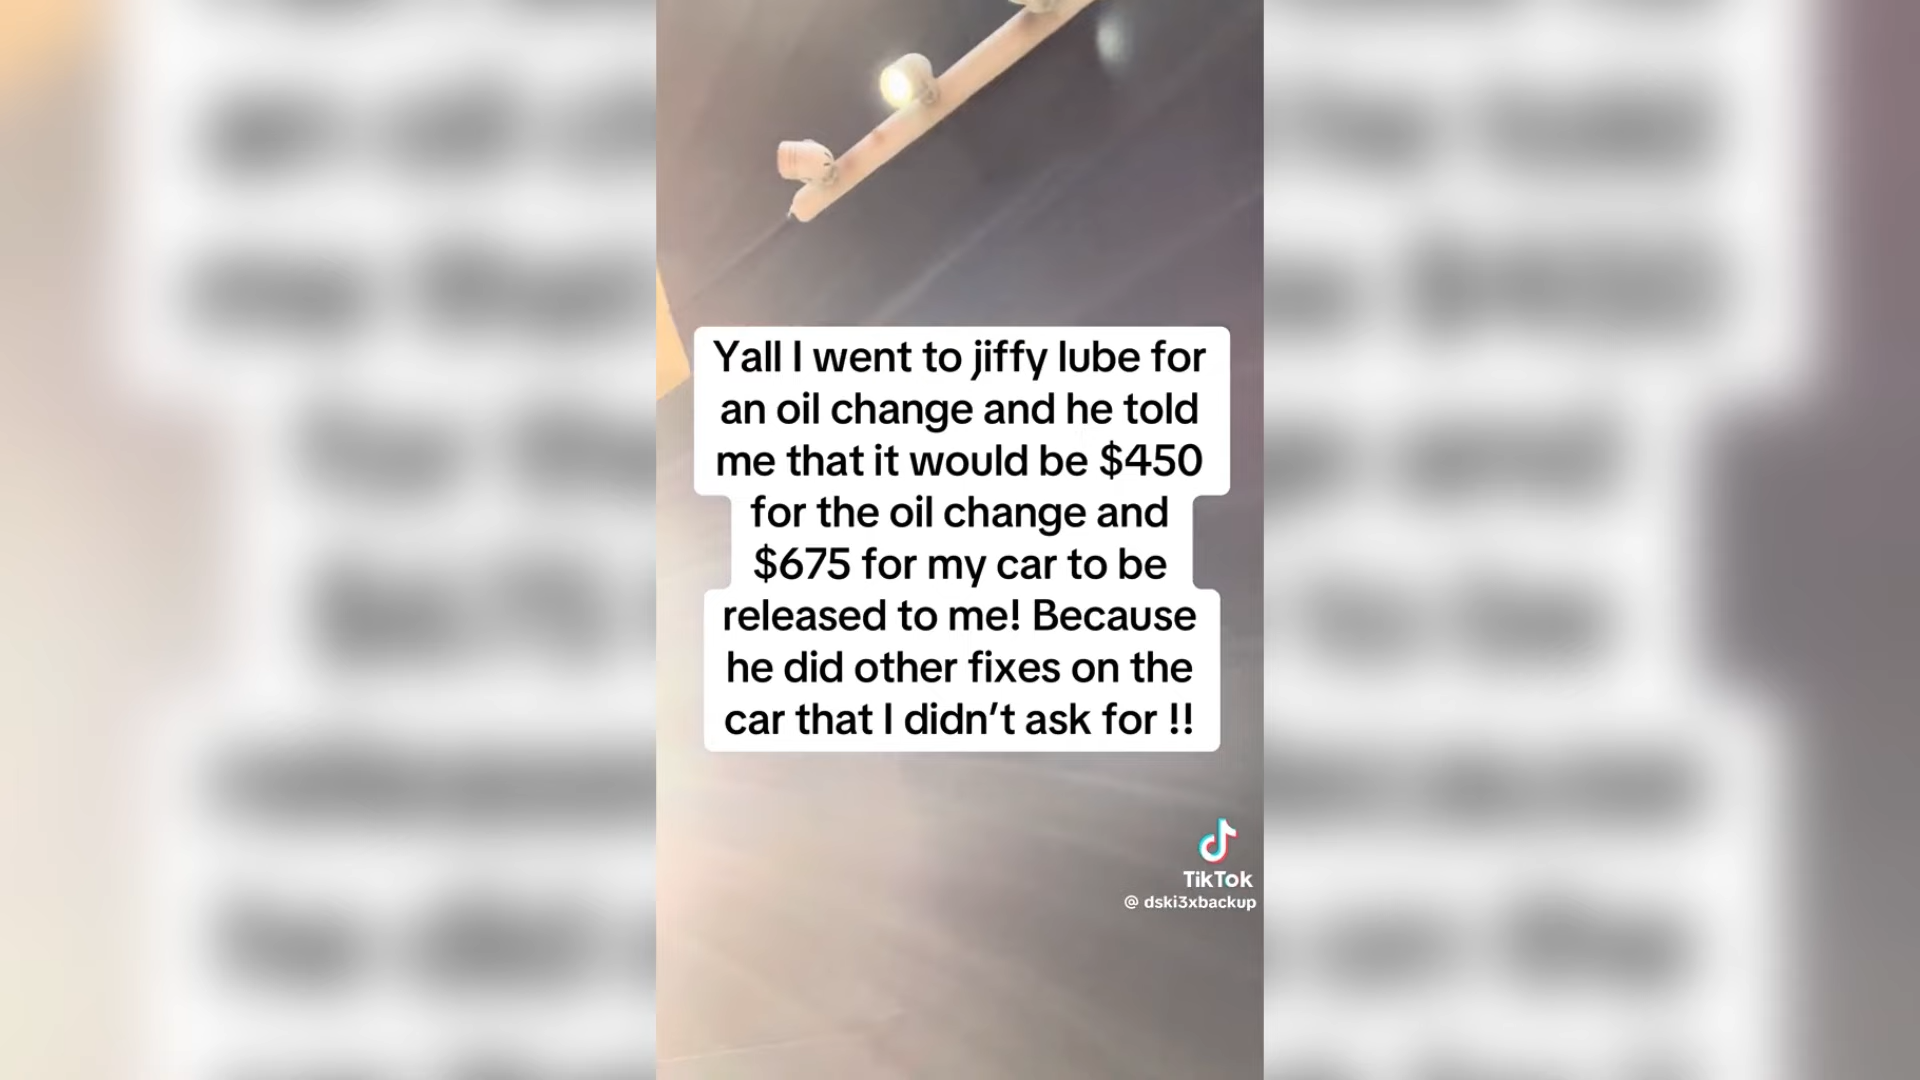 Yall I went to jiffy lube for
an oil change and he told
me that it would be $450
for the oil change and
$675 for my car to be
released to me! Because
he did other fixes on the
car that I didn’t ask for !!
TikTok
@ dski3xbackup